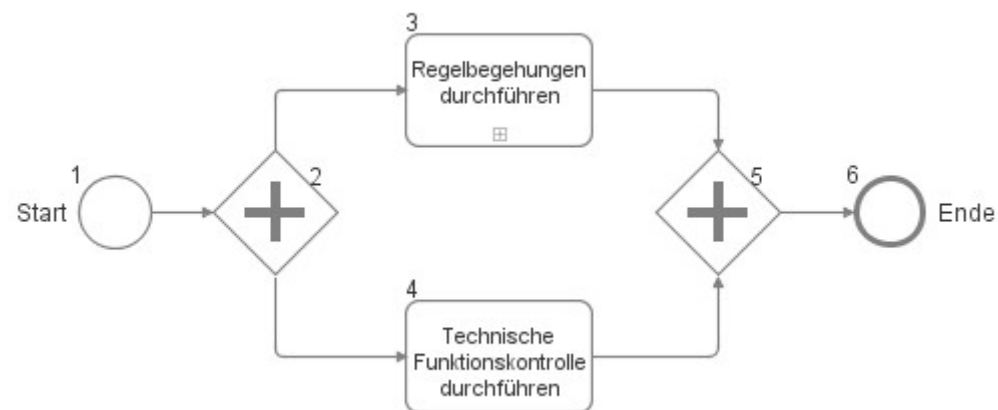 3
Regelbegehungen
durchführen
1
Start
2
5
6
Ende
4
Technische
Funktionskontrolle
durchführen